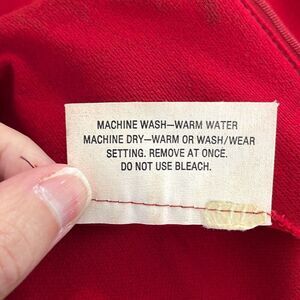 MACHINE WASH—WARM WATER
MACHINE DRY—WARM OR WASH/WEAR
SETTING. REMOVE AT ONCE.
DO NOT USE BLEACH.